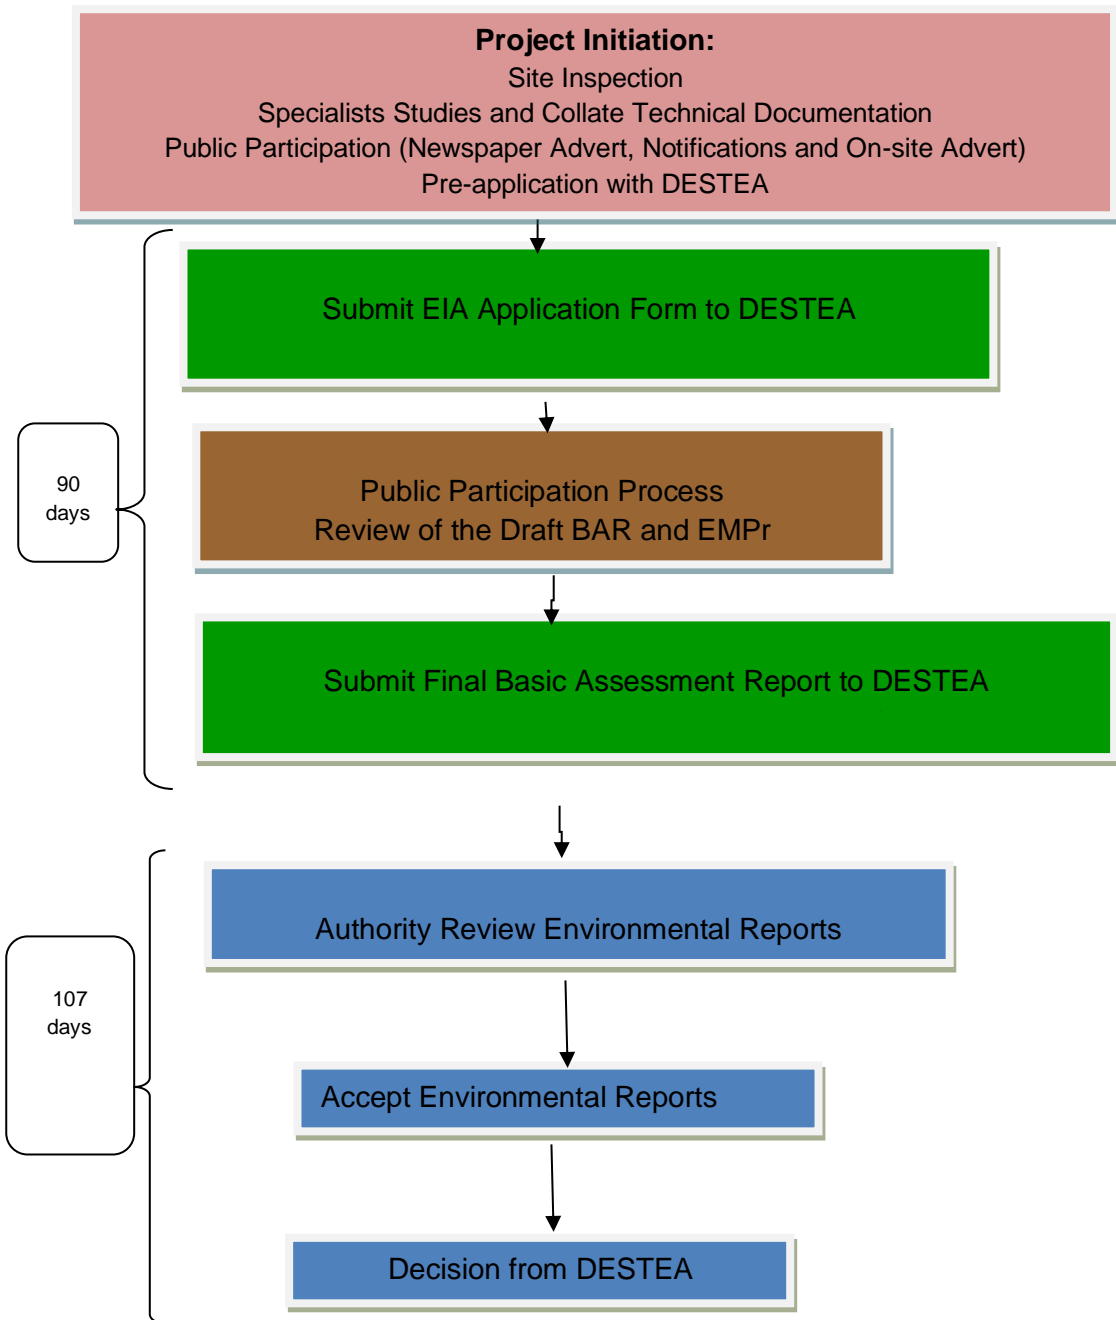 Project Initiation:
Site Inspection
Specialists Studies and Collate Technical Documentation
Public Participation (Newspaper Advert, Notifications and On-site Advert)
Pre-application with DESTEA
Submit EIA Application Form to DESTEA
90
days
Public Participation Process
Review of the Draft BAR and EMPr
Submit Final Basic Assessment Report to DESTEA
Authority Review Environmental Reports
107
days
Accept Environmental Reports
Decision from DESTEA